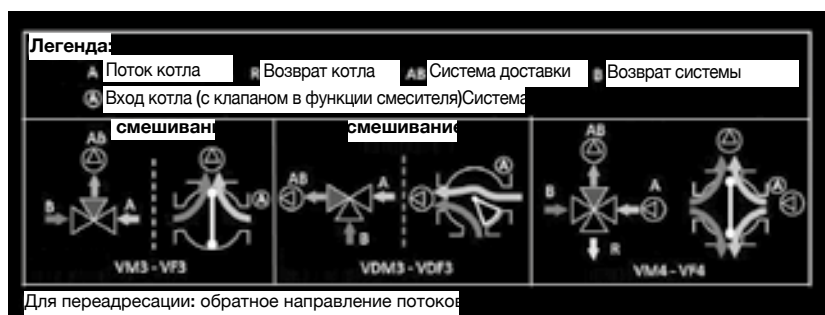 Легенда:
A Поток котла R Возврат котла AB Система доставки B Возврат системы
A Вход котла (с клапаном в функции смесителя)Система
смешивани смешивание
AB AB
B A A AB A A B A A
B R
VM3 - VF3 VDM3 - VDF3 VM4 - VF4
Для переадресации: обратное направление потоков